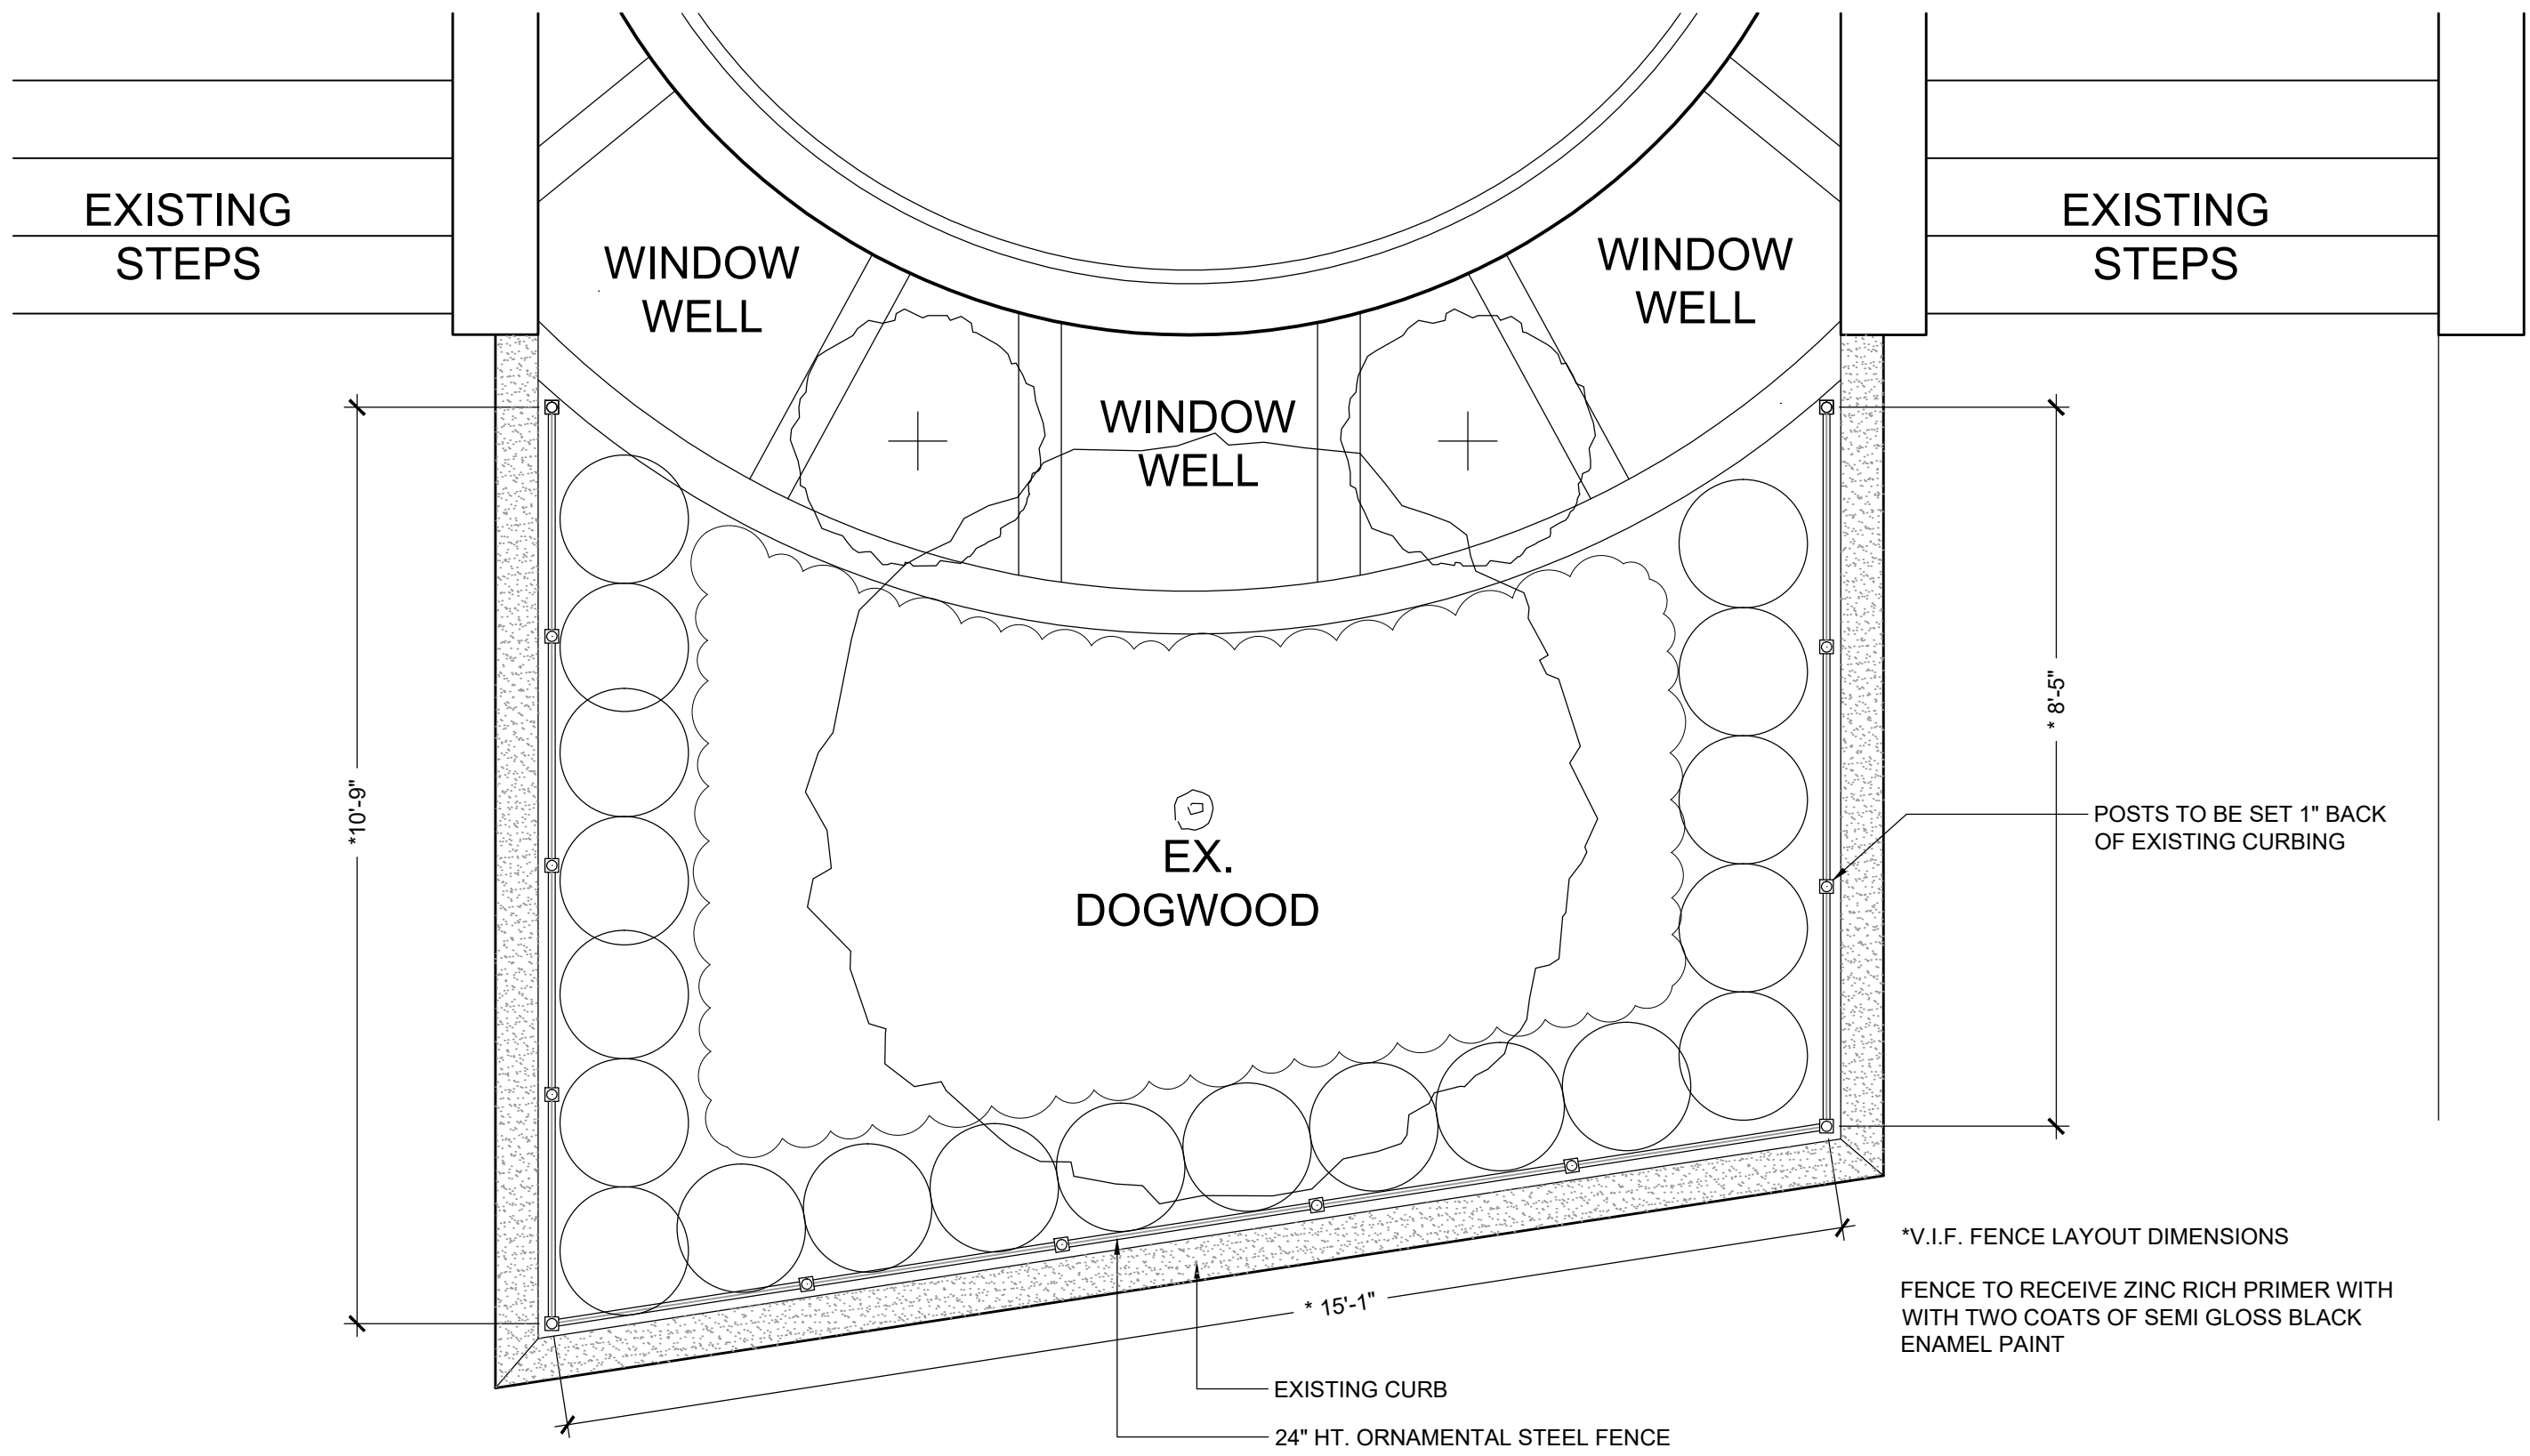 EXISTING
STEPS
WINDOW
WELL
WINDOW
WELL
WINDOW
WELL
EXISTING
STEPS
*10'-9"
* 8'-5"
POSTS TO BE SET 1" BACK
OF EXISTING CURBING
EX.
DOGWOOD
* 15'-1"
*V.I.F. FENCE LAYOUT DIMENSIONS
FENCE TO RECEIVE ZINC RICH PRIMER WITH
WITH TWO COATS OF SEMI GLOSS BLACK
ENAMEL PAINT
EXISTING CURB
24" HT. ORNAMENTAL STEEL FENCE